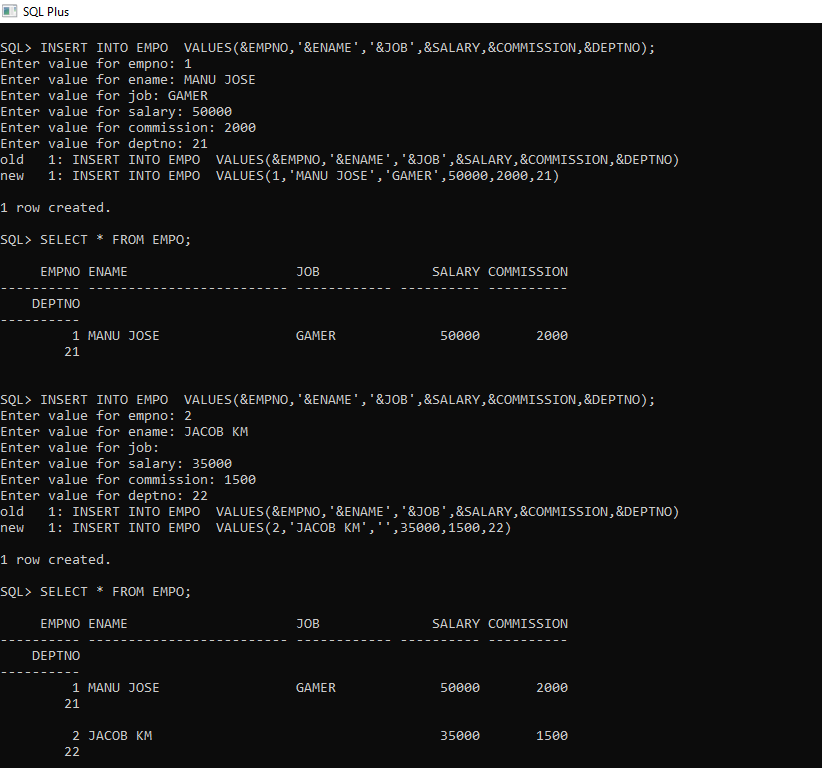 SQL Plus
SQL> INSERT INTO EMPO  VALUES(&EMPNO,'&ENAME','&JOB',&SALARY,&COMMISSION,&DEPTNO);
Enter value for empno: 1
Enter value for ename: MANU JOSE
Enter value for job: GAMER
Enter value for salary: 50000
Enter value for commission: 2000
Enter value for deptno: 21
old   1: INSERT INTO EMPO  VALUES(&EMPNO,'&ENAME','&JOB',&SALARY,&COMMISSION,&DEPTNO)
new   1: INSERT INTO EMPO  VALUES(1,'MANU JOSE','GAMER',50000,2000,21)
1 row created.
SQL> SELECT * FROM EMPO;
     EMPNO ENAME                     JOB              SALARY COMMISSION
---------- ------------------------- ------------ ---------- ----------
    DEPTNO
----------
         1 MANU JOSE                 GAMER             50000       2000
        21
SQL> INSERT INTO EMPO  VALUES(&EMPNO,'&ENAME','&JOB',&SALARY,&COMMISSION,&DEPTNO);
Enter value for empno: 2
Enter value for ename: JACOB KM
Enter value for job:
Enter value for salary: 35000
Enter value for commission: 1500
Enter value for deptno: 22
old   1: INSERT INTO EMPO  VALUES(&EMPNO,'&ENAME','&JOB',&SALARY,&COMMISSION,&DEPTNO)
new   1: INSERT INTO EMPO  VALUES(2,'JACOB KM','',35000,1500,22)
1 row created.
SQL> SELECT * FROM EMPO;
     EMPNO ENAME                     JOB              SALARY COMMISSION
---------- ------------------------- ------------ ---------- ----------
    DEPTNO
----------
         1 MANU JOSE                 GAMER             50000       2000
        21
         2 JACOB KM                                    35000       1500
        22